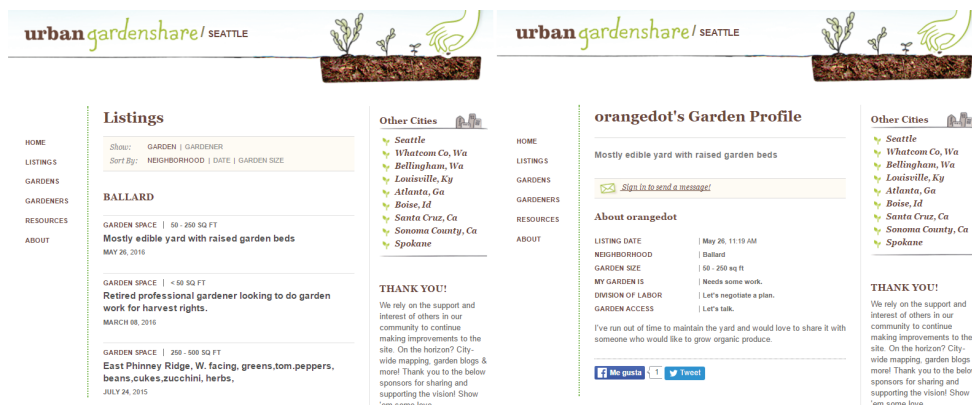 urban gardenshare / SEATTLE
HOME
LISTINGS
GARDENS
GARDENERS
RESOURCES
ABOUT
Listings
Show: GARDEN | GARDENER
Sort By: NEIGHBORHOOD | DATE | GARDEN SIZE
BALLARD
GARDEN SPACE | 50 - 250 SQ FT
Mostly edible yard with raised garden beds
MAY 26, 2016
GARDEN SPACE | < 50 SQ FT
Retired professional gardener looking to do garden
work for harvest rights.
MARCH 08, 2016
GARDEN SPACE | 250 - 500 SQ FT
East Phinney Ridge, W. facing, greens,tom.peppers,
beans,cukes,zucchini, herbs,
JULY 24, 2015
Other Cities
Seattle
Whatcom Co, Wa
Bellingham, Wa
Louisville, Ky
Atlanta, Ga
Boise, Id
Santa Cruz, Ca
Sonoma County, Ca
Spokane
THANK YOU!
We rely on the support and
interest of others in our
community to continue
making improvements to the
site. On the horizon? City-
wide mapping, garden blogs &
more! Thank you to the below
sponsors for sharing and
supporting the vision! Show
'em some love
urban gardenshare / SEATTLE
HOME
LISTINGS
GARDENS
GARDENERS
RESOURCES
ABOUT
orangedot's Garden Profile
Mostly edible yard with raised garden beds
Sign in to send a message!
About orangedot
LISTING DATE | May 26, 11:19 AM
NEIGHBORHOOD | Ballard
GARDEN SIZE | 50 - 250 sq ft
MY GARDEN IS | Needs some work.
DIVISION OF LABOR | Let's negotiate a plan.
GARDEN ACCESS | Let's talk.
I've run out of time to maintain the yard and would love to share it with
someone who would like to grow organic produce.
Me gusta 1 Tweet
Other Cities
Seattle
Whatcom Co, Wa
Bellingham, Wa
Louisville, Ky
Atlanta, Ga
Boise, Id
Santa Cruz, Ca
Sonoma County, Ca
Spokane
THANK YOU!
We rely on the support and
interest of others in our
community to continue
making improvements to the
site. On the horizon? City-
wide mapping, garden blogs
more! Thank you to the below
sponsors for sharing and
supporting the vision! Show
'em some love